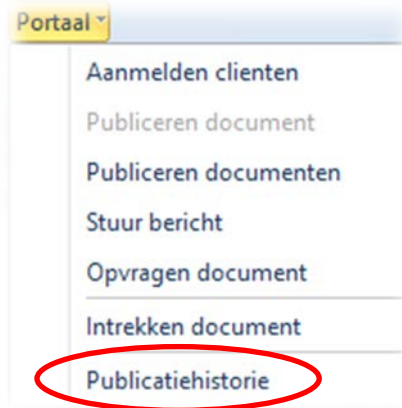 Portaal
Aanmelden clienten
Publiceren document
Publiceren documenten
Stuur bericht
Opvragen document
Intrekken document
Publicatiehistorie